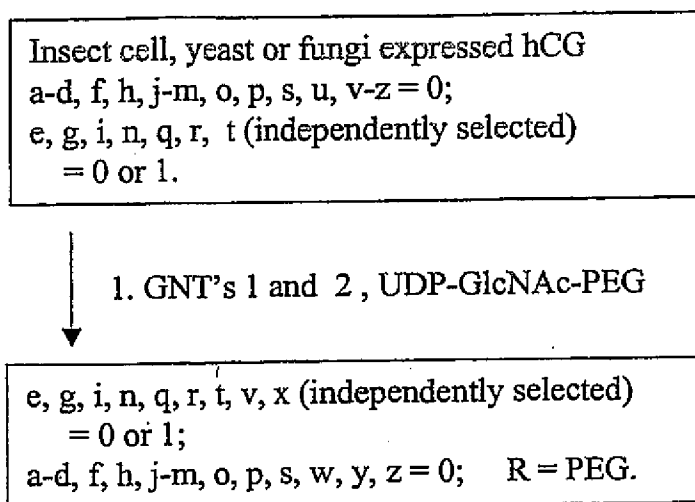 Insect cell, yeast or fungi expressed hCG
a-d, f, h, j-m, o, p, s, u, v-z = 0;
e, g, i, n, q, r, t (independently selected)
= 0 or 1.
1. GNT's 1 and 2 , UDP-GlcNAc-PEG
e, g, i, n, q, r, t, v, x (independently selected)
= 0 or 1;
a-d, f, h, j-m, o, p, s, w, y, z = 0; R = PEG.